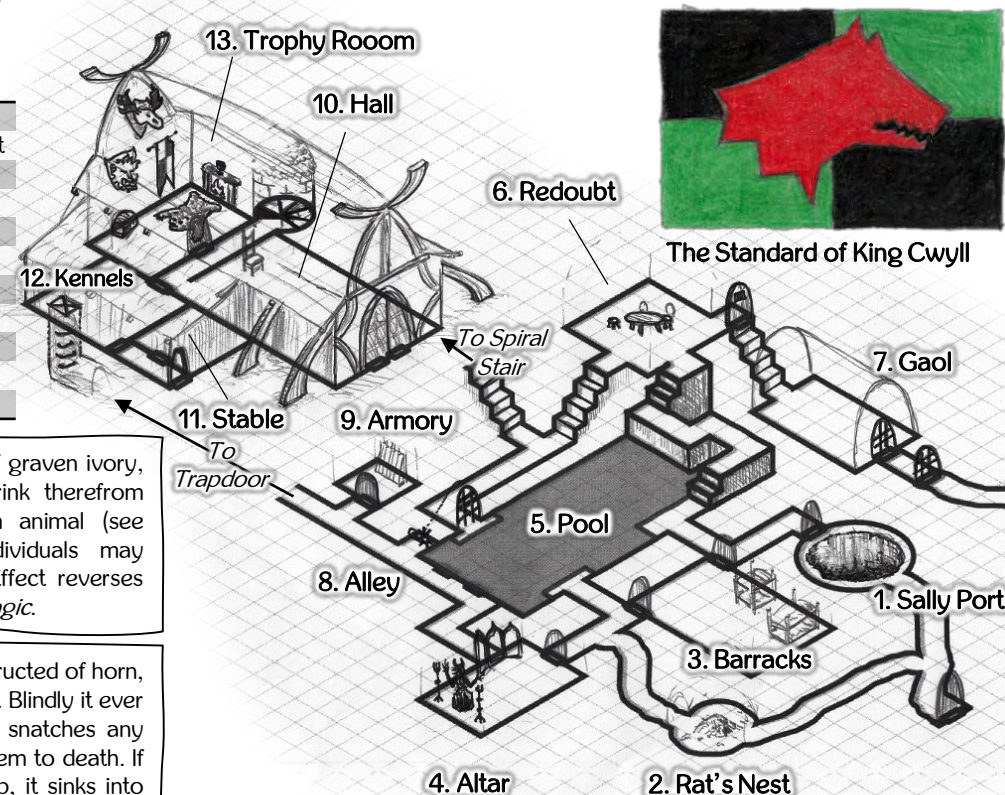 13. Trophy Rooom
10. Hall
6. Redoubt
The Standard of King Cwyll
12. Kennels
To Spiral
Stair
7. Gaol
11. Stable
9. Armory
To
Trapdoor
5. Pool
8. Alley
1. Sally Port
3. Barracks
4. Altar
2. Rat's Nest
t
graven ivory,
rink therefrom
animal (see
dividuals may
ffect reverses
gic.
ructed of horn,
. Blindly it ever
snatches any
em to death. If
, it sinks into